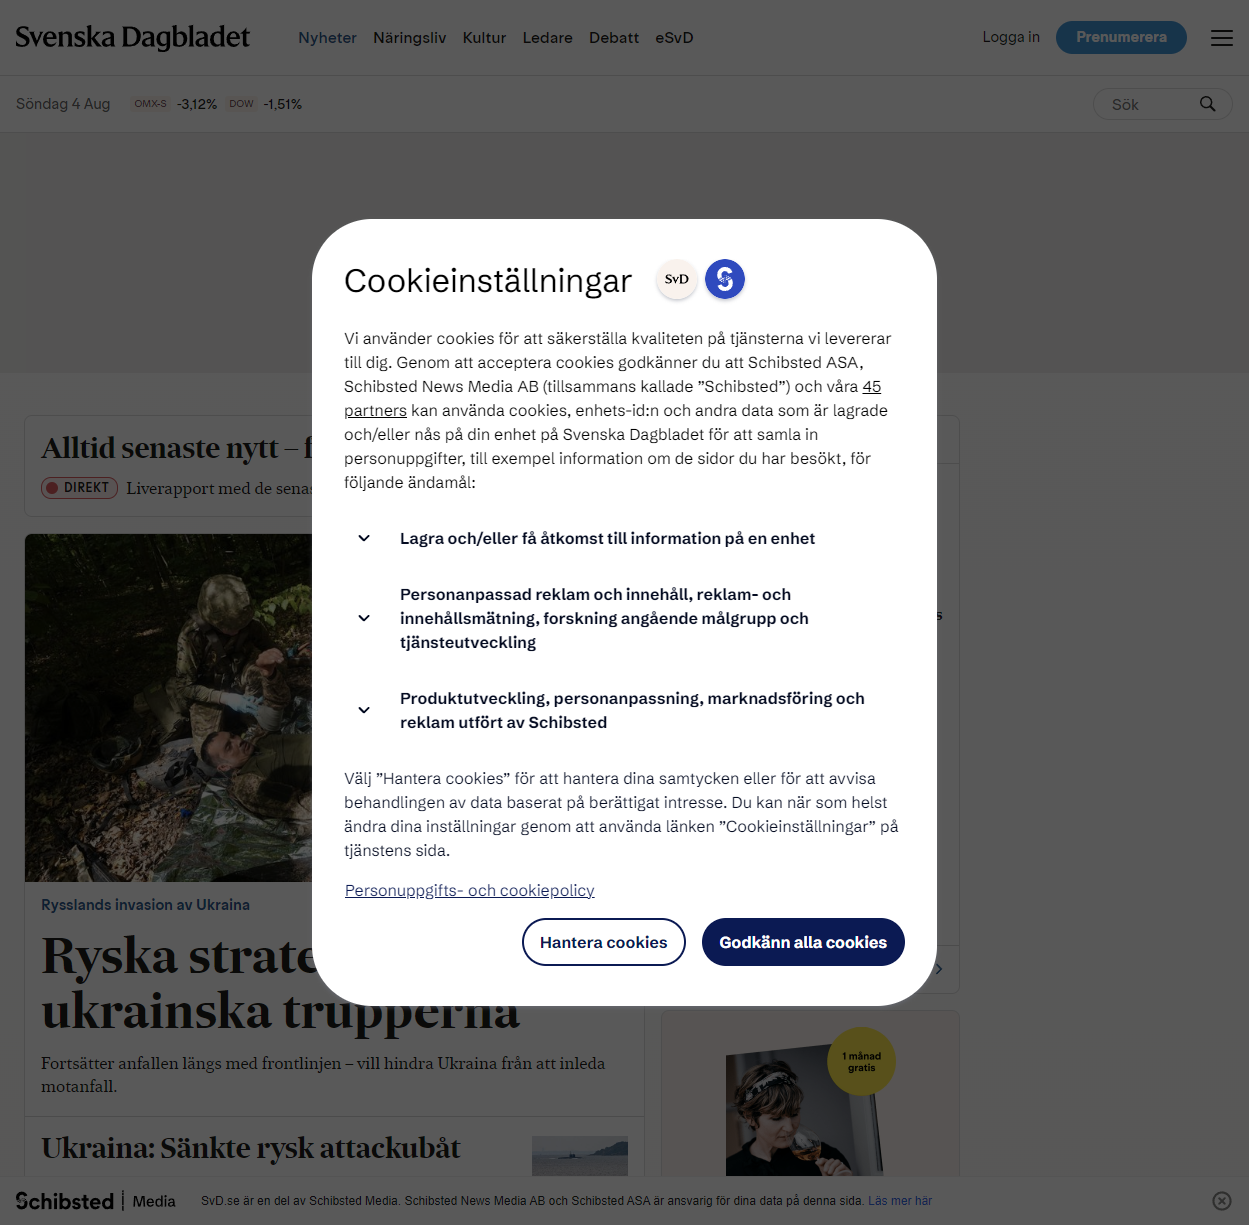 Svenska Dagbladet
Nyheter Näringsliv Kultur Ledare Debatt eSvD
Logga in
Prenumerera
Söndag 4 Aug
OMX-S -3,12% DOW -1,51%
Sök
Cookieinställningar
SvD
Vi använder cookies för att säkerställa kvaliteten på tjänsterna vi levererar
till dig. Genom att acceptera cookies godkänner du att Schibsted ASA,
Schibsted News Media AB (tillsammans kallade ”Schibsted”) och våra 45
partners kan använda cookies, enhets-id:n och andra data som är lagrade
och/eller nås på din enhet på Svenska Dagbladet för att samla in
personuppgifter, till exempel information om de sidor du har besökt, för
följande ändamål:
Lagra och/eller få åtkomst till information på en enhet
Personanpassad reklam och innehåll, reklam- och
innehållsmätning, forskning angående målgrupp och
tjänsteutveckling
Produktutveckling, personanpassning, marknadsföring och
reklam utfört av Schibsted
Välj ”Hantera cookies” för att hantera dina samtycken eller för att avvisa
behandlingen av data baserat på berättigat intresse. Du kan när som helst
ändra dina inställningar genom att använda länken ”Cookieinställningar” på
tjänstens sida.
Personuppgifts- och cookiepolicy
Hantera cookies
Godkänn alla cookies
Alltid senaste nytt –
DIREKT Liverapport med de
Rysslands invasion av Ukraina
Ryska
ukrainska trupperna
Fortsätter anfallen längs med frontlinjen – vill hindra Ukraina från att inleda
motanfall.
Ukraina: Sänkte rysk attackubåt
1 månad
gratis
Schibsted Media
SvD.se är en del av Schibsted Media. Schibsted News Media AB och Schibsted ASA är ansvarig för dina data på denna sida. Läs mer här